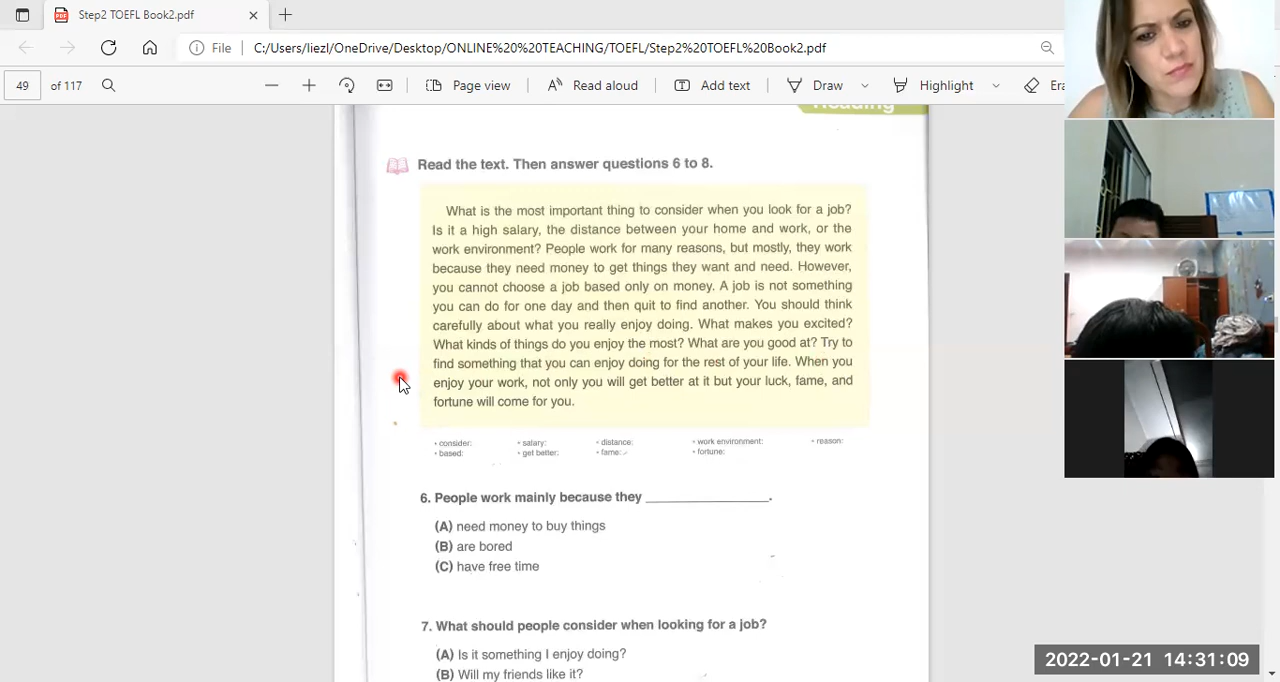 Step2 TOEFL Book2.pdf
File C:/Users/liezl/OneDrive/Desktop/ONLINE%20%20TEACHING/TOEFL/Step2%20TOEFL%20Book2.pdf
49 of 117 Page view Read aloud Add text Draw Highlight Era
Reading
Read the text. Then answer questions 6 to 8.
What is the most important thing to consider when you look for a job?
Is it a high salary, the distance between your home and work, or the
work environment? People work for many reasons, but mostly, they work
because they need money to get things they want and need. However,
you cannot choose a job based only on money. A job is not something
you can do for one day and then quit to find another. You should think
carefully about what you really enjoy doing. What makes you excited?
What kinds of things do you enjoy the most? What are you good at? Try to
find something that you can enjoy doing for the rest of your life. When you
enjoy your work, not only you will get better at it but your luck, fame, and
fortune will come for you.
• consider: • salary: • distance: • work environment: • reason:
• based: • get better: • fame: • fortune:
6. People work mainly because they ________________.
(A) need money to buy things
(B) are bored
(C) have free time
7. What should people consider when looking for a job?
(A) Is it something I enjoy doing?
(B) Will my friends like it?
2022-01-21 14:31:09